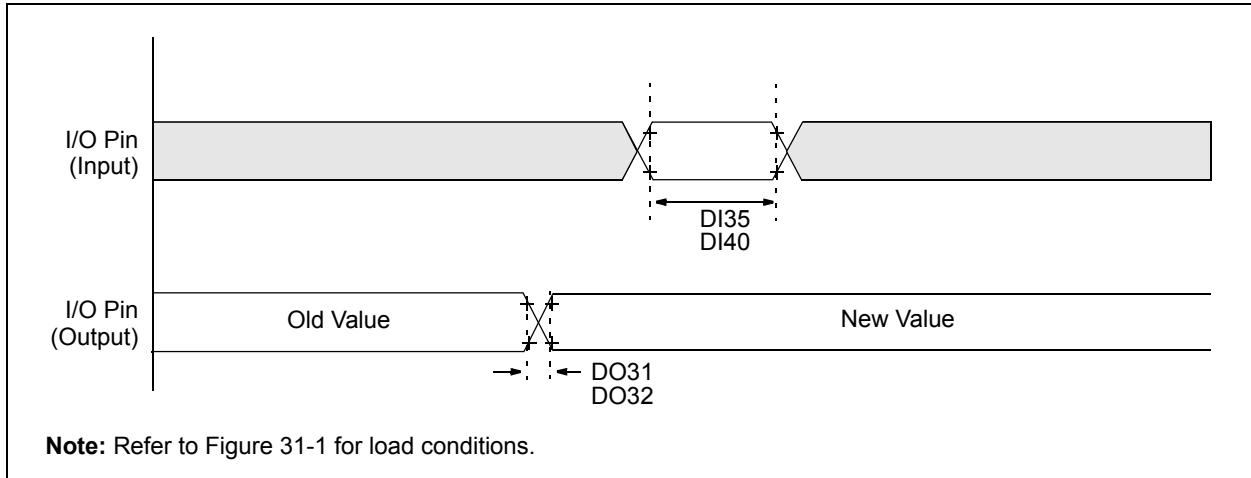 I/O Pin
(Input)
DI35
DI40
I/O Pin
(Output)
Old Value
New Value
DO31
DO32
Note: Refer to Figure 31-1 for load conditions.